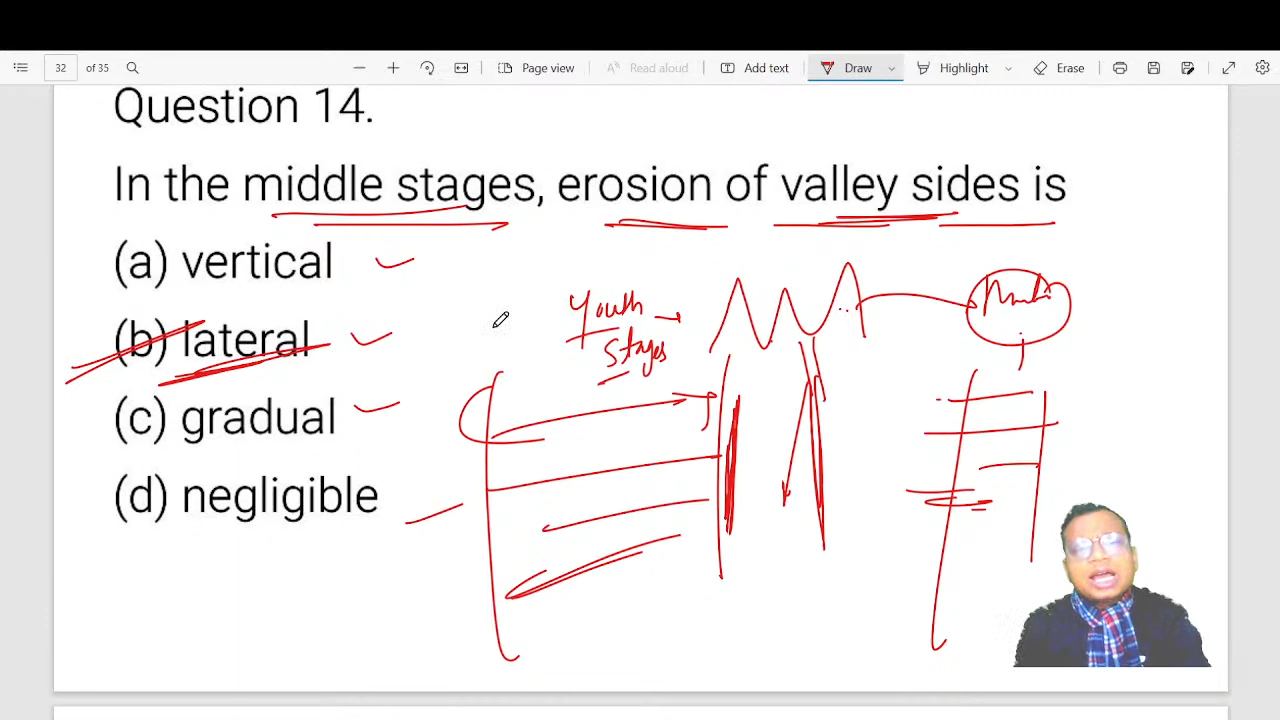 32 of 35 Page view Read aloud Add text Draw Highlight Erase
Question 14.
In the middle stages, erosion of valley sides is
(a) vertical
(b) lateral
(c) gradual
(d) negligible
Youth
Stages